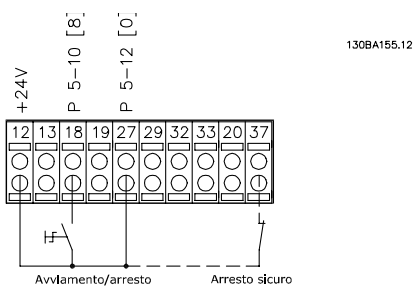 130BA155.12
+24V
P 5-10 [8]
P 5-12 [0]
12 13 18 19 27 29 32 33 20 37
Avviamento/arresto
Arresto sicuro